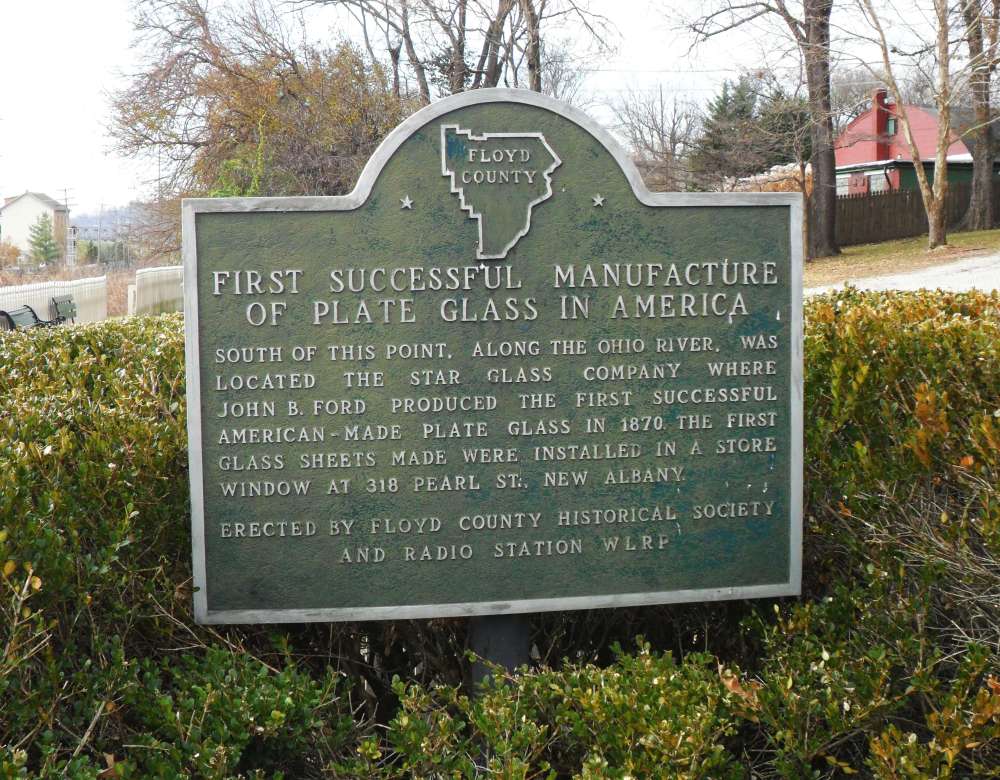 FLOYD
COUNTY
FIRST SUCCESSFUL MANUFACTURE
OF PLATE GLASS IN AMERICA
SOUTH OF THIS POINT, ALONG THE OHIO RIVER, WAS
LOCATED THE STAR GLASS COMPANY WHERE
JOHN B. FORD PRODUCED THE FIRST SUCCESSFUL
AMERICAN-MADE PLATE GLASS IN 1870. THE FIRST
GLASS SHEETS MADE WERE INSTALLED IN A STORE
WINDOW AT 318 PEARL ST., NEW ALBANY.
ERECTED BY FLOYD COUNTY HISTORICAL SOCIETY
AND RADIO STATION WLRP